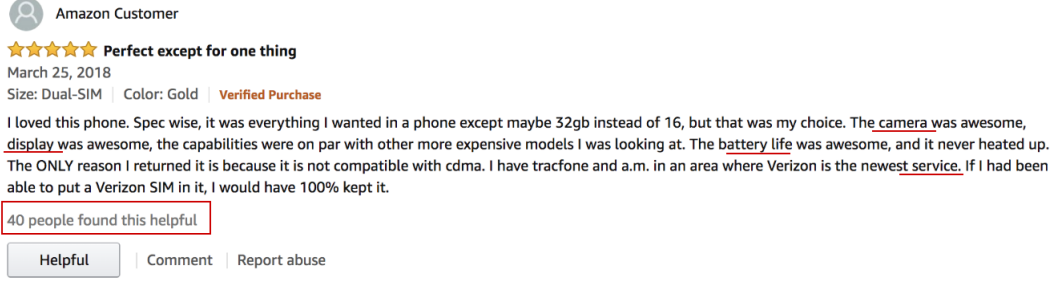 Amazon Customer
Perfect except for one thing
March 25, 2018
Size: Dual-SIM Color: Gold Verified Purchase
I loved this phone. Spec wise, it was everything I wanted in a phone except maybe 32gb instead of 16, but that was my choice. The camera was awesome,
display was awesome, the capabilities were on par with other more expensive models I was looking at. The battery life was awesome, and it never heated up.
The ONLY reason I returned it is because it is not compatible with cdma. I have tracfone and a.m. in an area where Verizon is the newest service. If I had been
able to put a Verizon SIM in it, I would have 100% kept it.
40 people found this helpful
Helpful Comment Report abuse